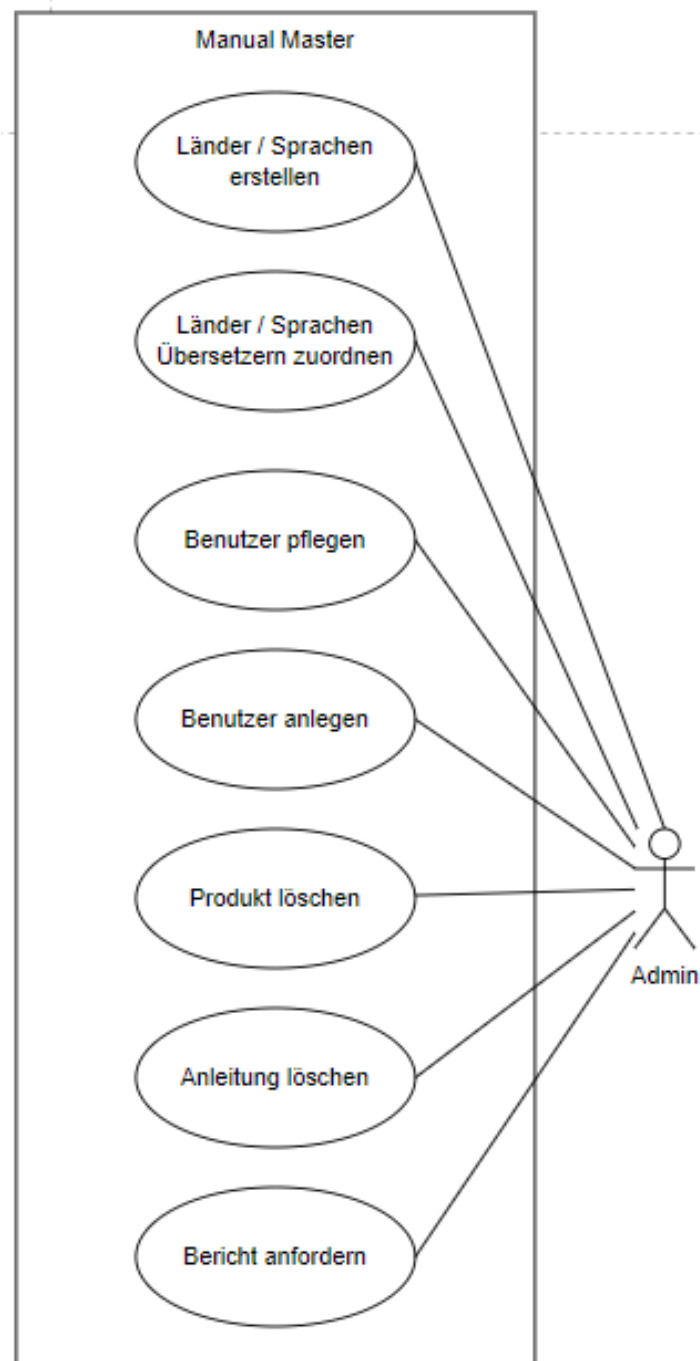 Manual Master
Länder / Sprachen
erstellen
Länder / Sprachen
Übersetzern zuordnen
Benutzer pflegen
Benutzer anlegen
Produkt löschen
Admin
Anleitung löschen
Bericht anfordern